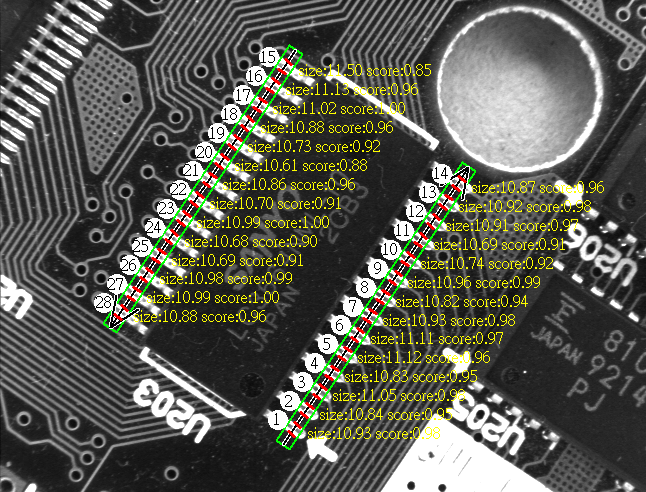 15 size:11.50 score:0.85
16 size:11.13 score:0.96
17 size:11.02 score:1.00
18 size:10.88 score:0.96
19 size:10.73 score:0.92
20 size:10.61 score:0.88
21 size:10.86 score:0.96
22 size:10.70 score:0.91
23 size:10.99 score:1.00
24 size:10.68 score:0.90
25 size:10.69 score:0.91
26 size:10.98 score:0.99
27 size:10.99 score:1.00
28 size:10.88 score:0.96
14 size:10.87 score:0.96
13 size:10.92 score:0.98
12 size:10.91 score:0.97
11 size:10.69 score:0.91
10 size:10.74 score:0.92
9 size:10.96 score:0.99
8 size:10.82 score:0.94
7 size:10.93 score:0.98
6 size:11.11 score:0.97
5 size:11.12 score:0.96
4 size:10.83 score:0.95
3 size:11.05 score:
2 size:10.84 score:0.95
1 size:10.93 score:0.98
JAPAN
U203
U206
U205
JAPAN